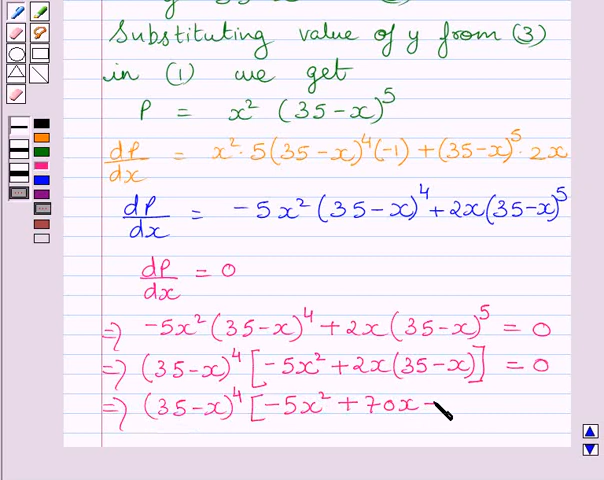 Substituting value of y from (3)
in (1) we get
P = x² (35-x)⁵
dP/dx = x²·5(35-x)⁴(-1) + (35-x)⁵·2x
dP/dx = -5x²(35-x)⁴ + 2x(35-x)⁵
dP/dx = 0
=) -5x²(35-x)⁴ + 2x(35-x)⁵ = 0
=) (35-x)⁴[-5x² + 2x(35-x)] = 0
=) (35-x)⁴[-5x² + 70x -